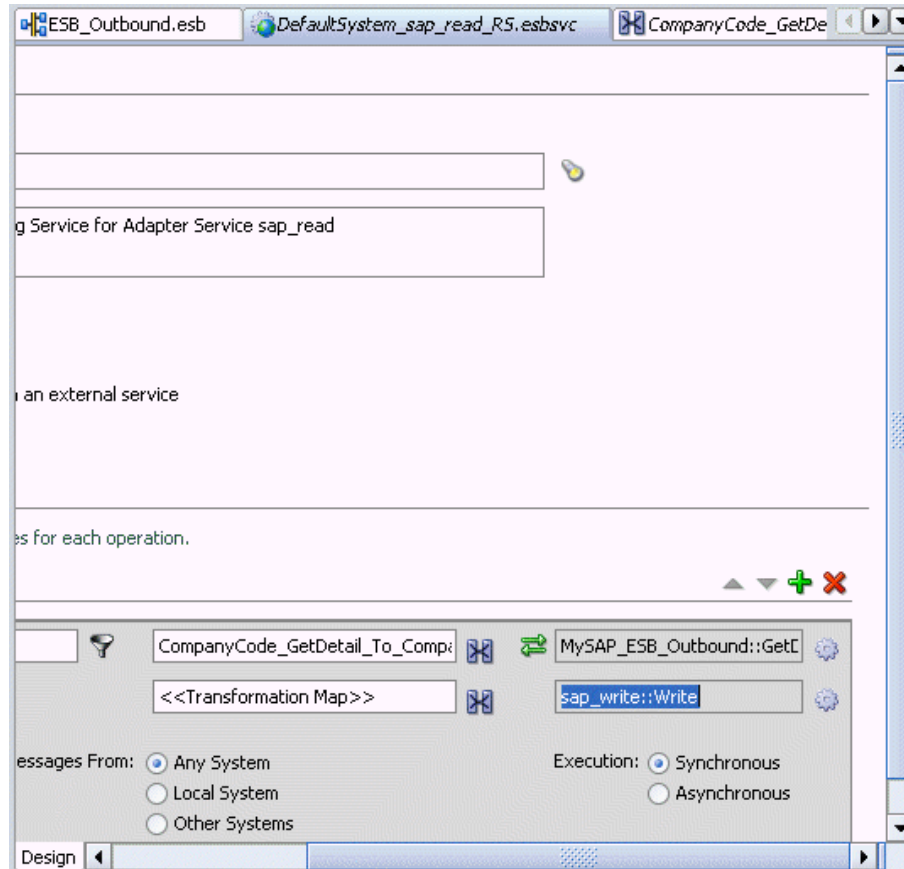 ESB_Outbound.esb DefaultSystem_sap_read_RS.esbsvc CompanyCode_GetDe
g Service for Adapter Service sap_read
an external service
es for each operation.
CompanyCode_GetDetail_To_Compa MySAP_ESB_Outbound::GetD
<<Transformation Map>> sap_write::Write
essages From: Any System Execution: Synchronous
Local System Asynchronous
Other Systems
Design